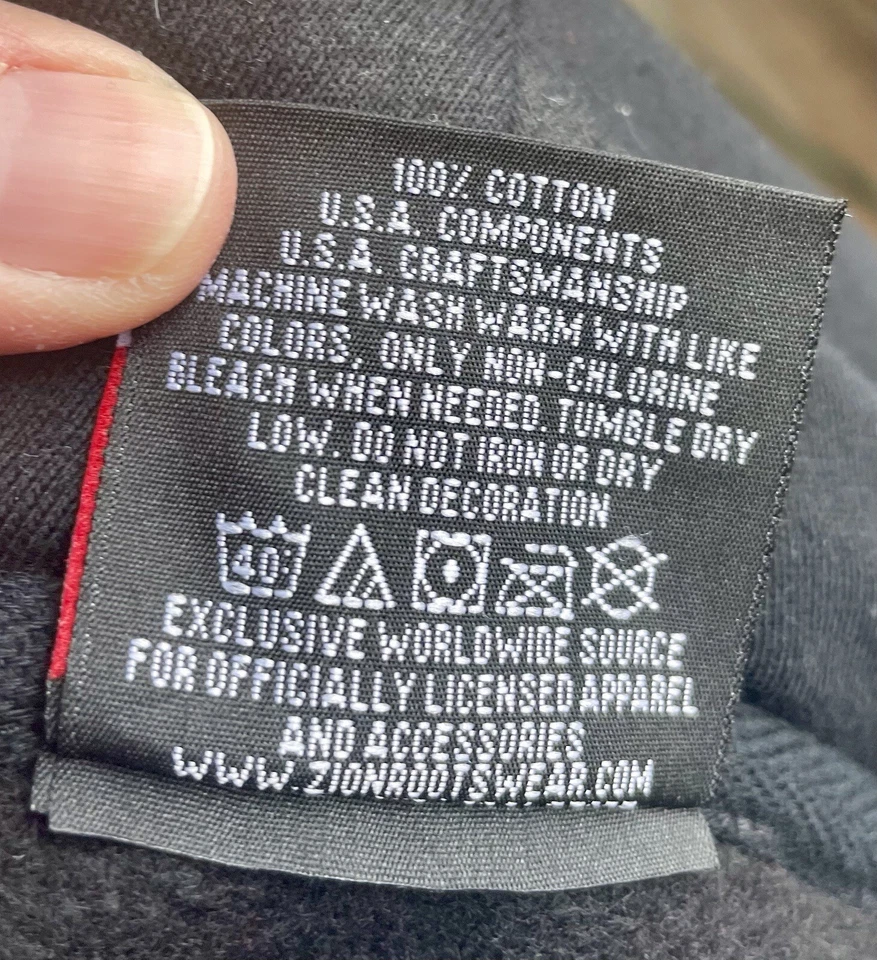 100% COTTON
U.S.A. COMPONENTS
U.S.A. CRAFTSMANSHIP
MACHINE WASH WARM WITH LIKE
COLORS, ONLY NON-CHLORINE
BLEACH WHEN NEEDED. TUMBLE DRY
LOW. DO NOT IRON OR DRY
CLEAN DECORATION
40°
EXCLUSIVE WORLDWIDE SOURCE
FOR OFFICIALLY LICENSED APPAREL
AND ACCESSORIES
WWW.ZIONROOTSWEAR.COM